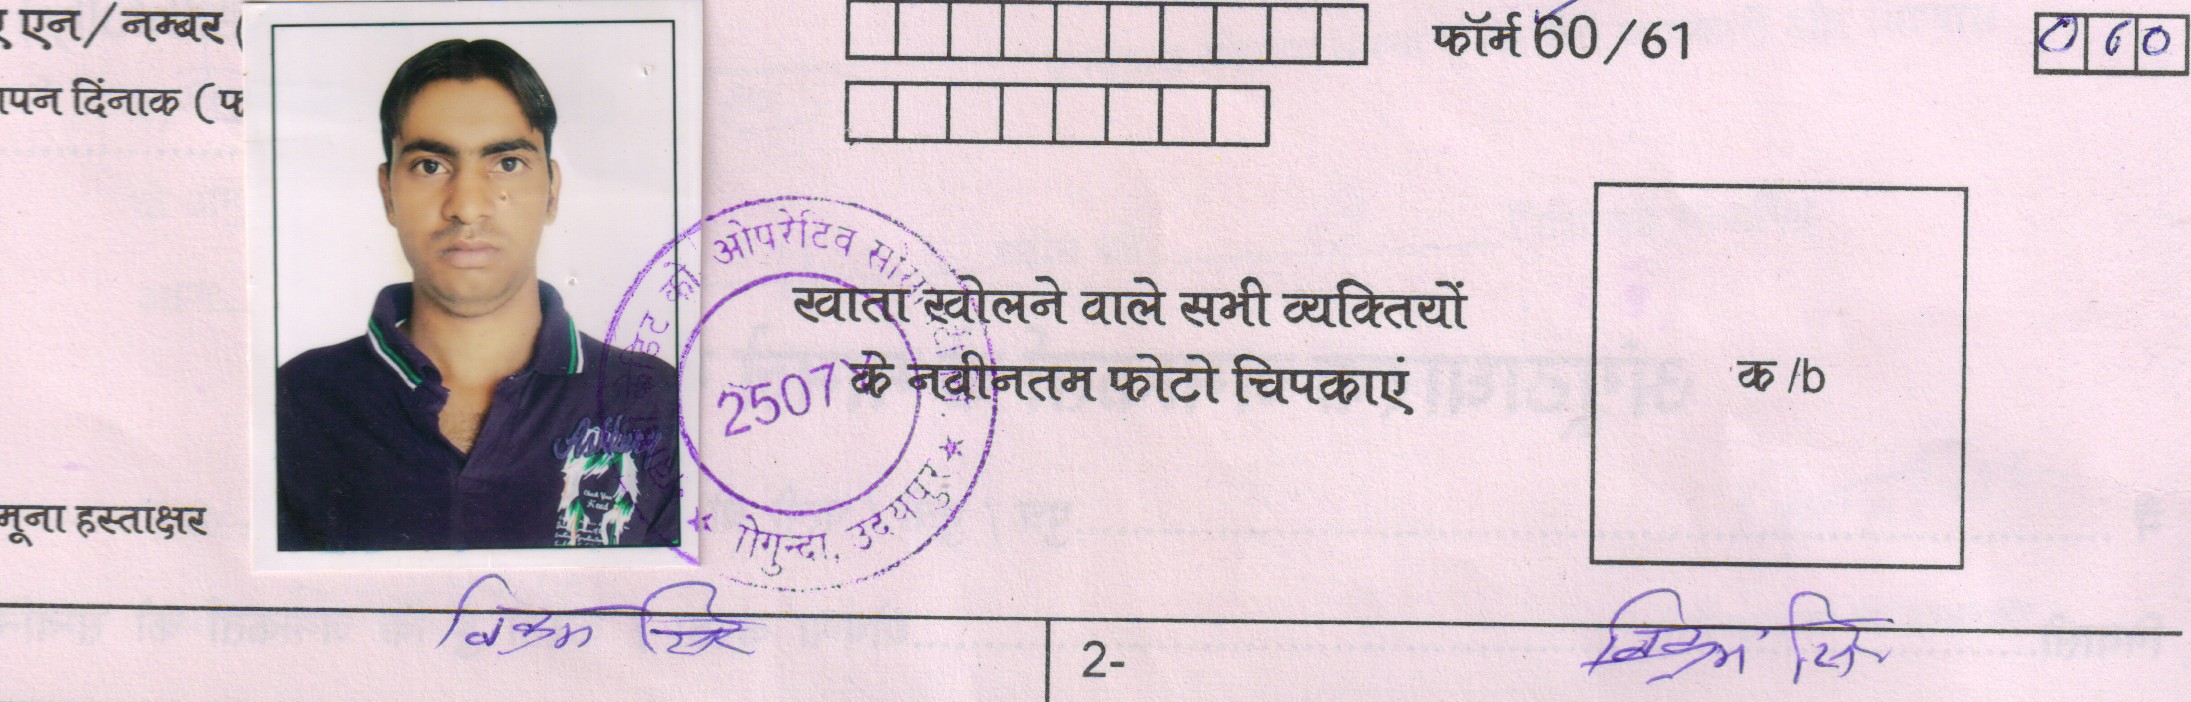 एन / नम्बर (
फॉर्म 60 / 61
0 6 0
पन दिंनाक ( फ
ओपरेटिव
2507
गोगुन्दा, उदयपुर
खाता खोलने वाले सभी व्यक्तियों
के नवीनतम फोटो चिपकाएं
क /b
मूना हस्ताक्षर
विक्रम सिंह
2-
विक्रम सिंह